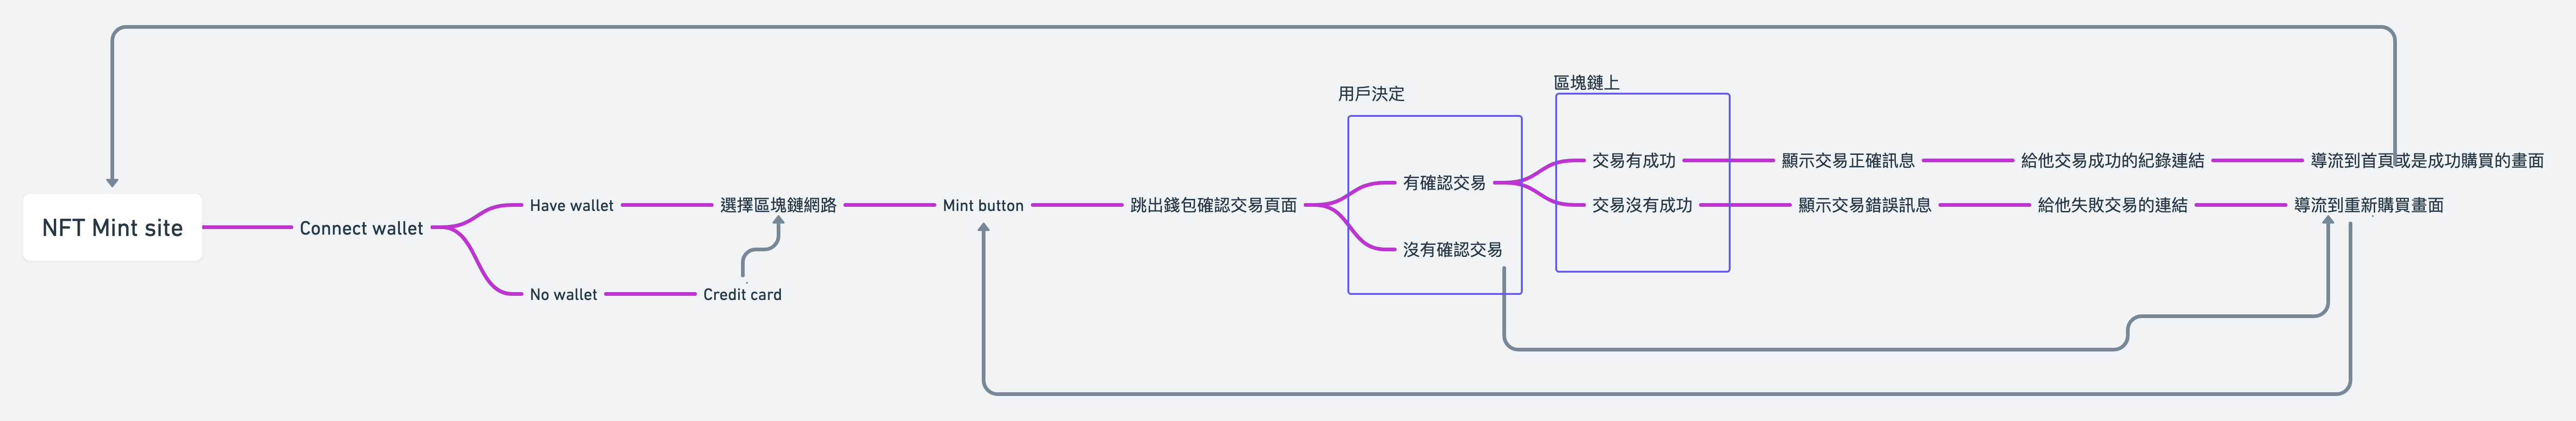 NFT Mint site
Connect wallet
Have wallet
選擇區塊鏈網路
Mint button
跳出錢包確認交易頁面
用戶決定
有確認交易
沒有確認交易
區塊鏈上
交易有成功
顯示交易正確訊息
給他交易成功的紀錄連結
導流到首頁或是成功購買的畫面
交易沒有成功
顯示交易錯誤訊息
給他失敗交易的連結
導流到重新購買畫面
No wallet
Credit card